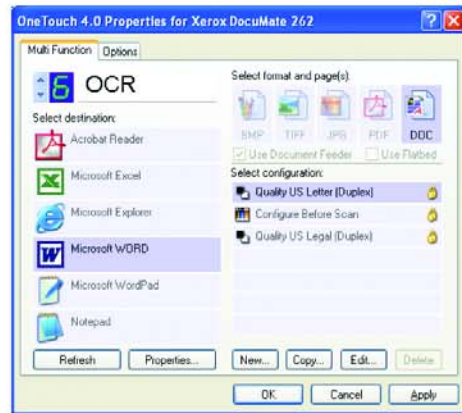 OneTouch 4.0 Properties for Xerox DocuMate 262
Multi Function Options
6 OCR
Select destination:
Acrobat Reader
Microsoft Excel
Microsoft Explorer
Microsoft WORD
Microsoft WordPad
Notepad
Refresh Properties...
Select format and page(s):
BMP TIFF JPG PDF DOC
Use Document Feeder Use Flatbed
Select configuration:
Quality US Letter (Duplex)
Configure Before Scan
Quality US Legal (Duplex)
New... Copy... Edit... Delete
OK Cancel Apply